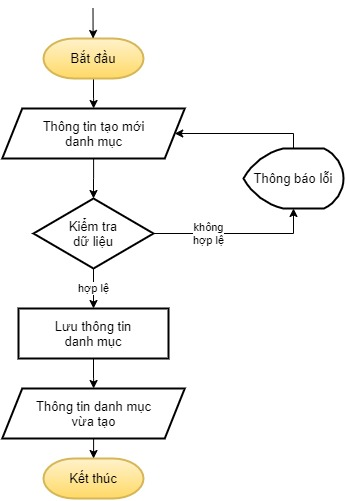 Bắt đầu
Thông tin tạo mới
danh mục
Thông báo lỗi
Kiểm tra
dữ liệu
không
hợp lệ
hợp lệ
Lưu thông tin
danh mục
Thông tin danh mục
vừa tạo
Kết thúc